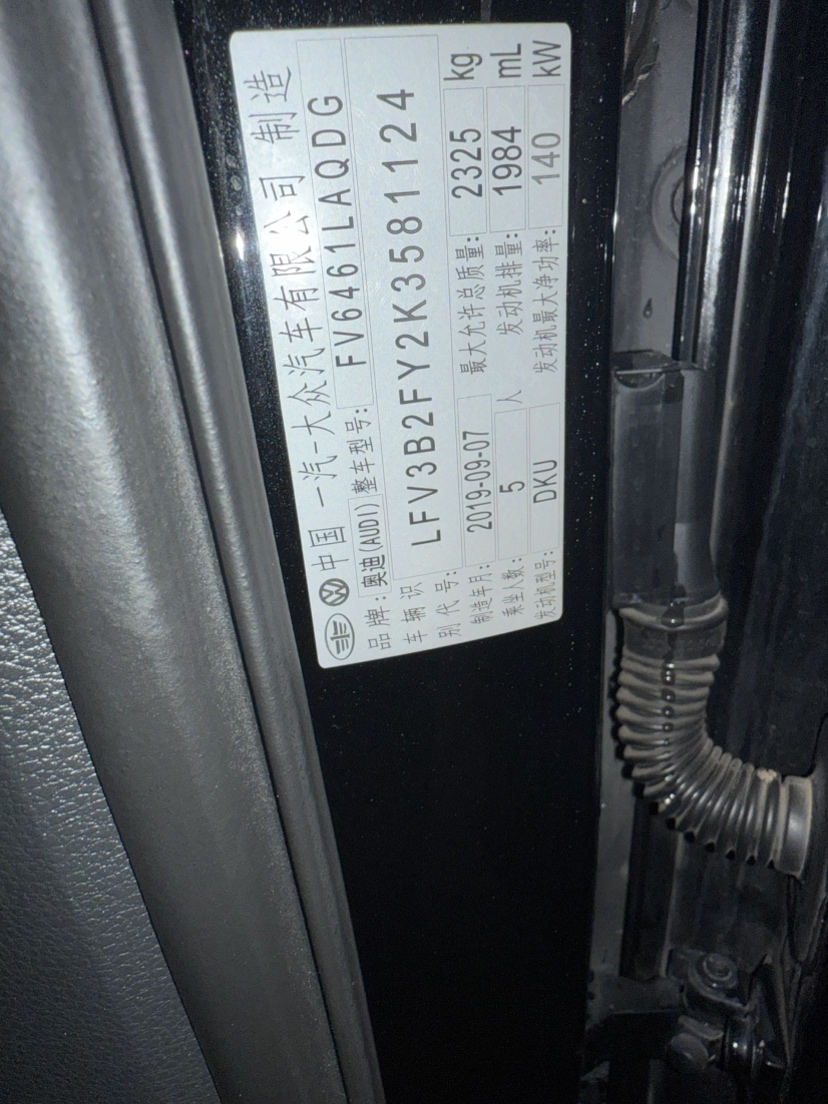 中国 一汽-大众汽车有限公司 制造
品牌:奥迪(AUDI) 整车型号: FV6461LAQDG
车辆识别代号: LFV3B2FY2K3581124
制造年月: 2019-09-07 最大允许总质量: 2325 kg
乘坐人数: 5 人 发动机排量: 1984 mL
发动机型号: DKU 发动机最大净功率: 140 kW